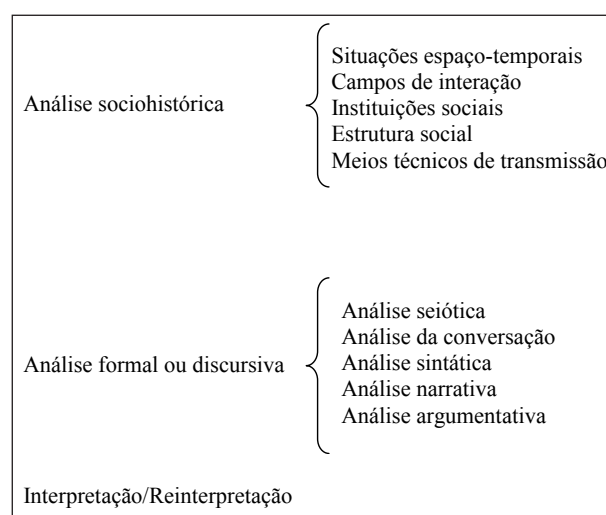 Análise sociohistórica
Situações espaço-temporais
Campos de interação
Instituições sociais
Estrutura social
Meios técnicos de transmissão
Análise formal ou discursiva
Análise seiótica
Análise da conversação
Análise sintática
Análise narrativa
Análise argumentativa
Interpretação/Reinterpretação